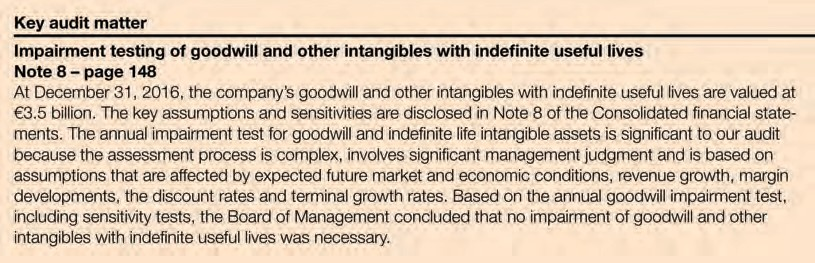 Key audit matter
Impairment testing of goodwill and other intangibles with indefinite useful lives
Note 8 – page 148
At December 31, 2016, the company’s goodwill and other intangibles with indefinite useful lives are valued at
€3.5 billion. The key assumptions and sensitivities are disclosed in Note 8 of the Consolidated financial state-
ments. The annual impairment test for goodwill and indefinite life intangible assets is significant to our audit
because the assessment process is complex, involves significant management judgment and is based on
assumptions that are affected by expected future market and economic conditions, revenue growth, margin
developments, the discount rates and terminal growth rates. Based on the annual goodwill impairment test,
including sensitivity tests, the Board of Management concluded that no impairment of goodwill and other
intangibles with indefinite useful lives was necessary.